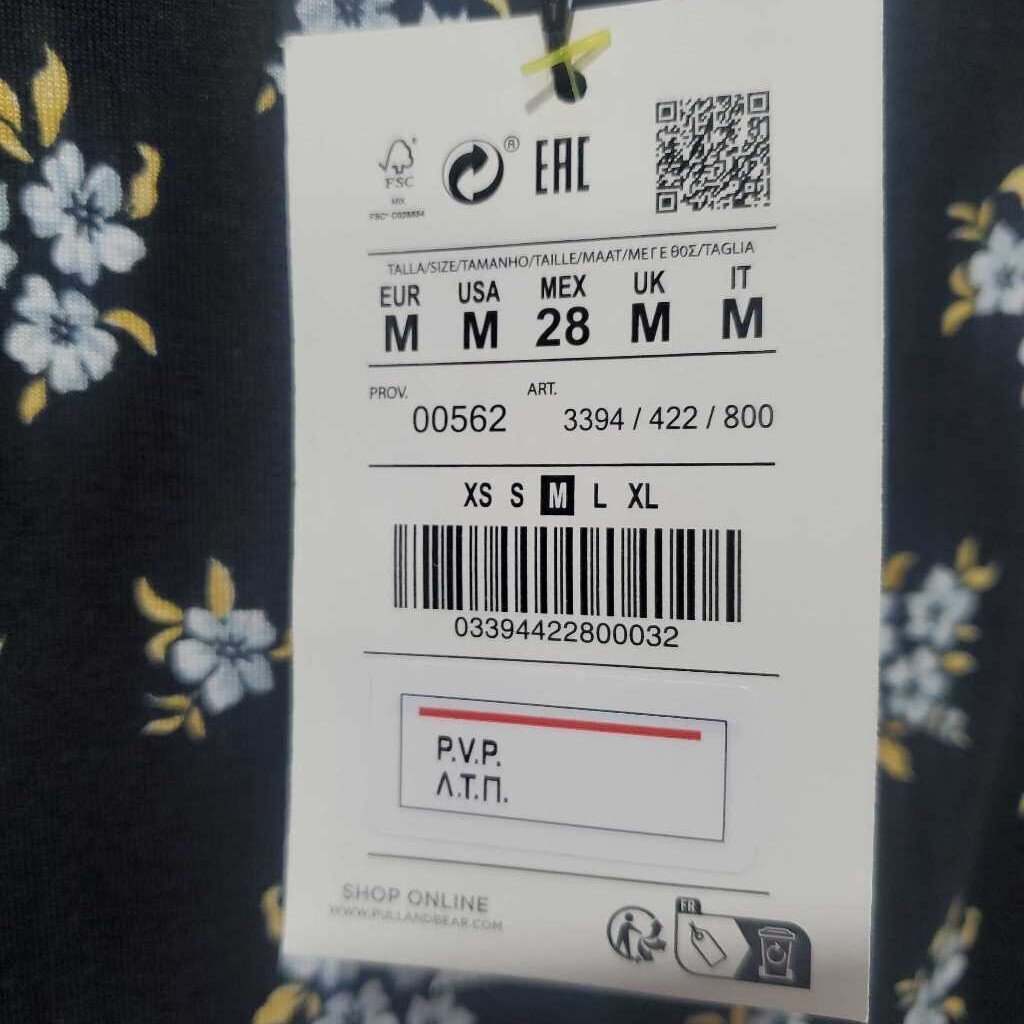 FSC
MIX
FSC® C020884
® EAC
TALLA/SIZE/TAMANHO/TAILLE/MAAT/ΜΕΓΕΘΟΣ/TAGLIA
EUR USA MEX UK IT
M M 28 M M
PROV. ART.
00562 3394 / 422 / 800
XS S M L XL
03394422800032
P.V.P.
Λ.Τ.Π.
SHOP ONLINE
WWW.PULLANDBEAR.COM
FR